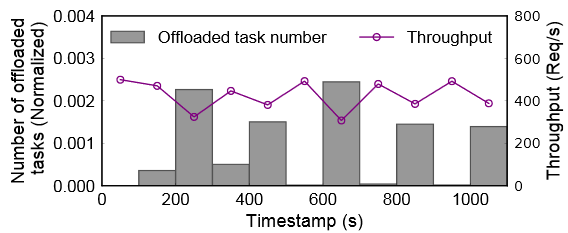 Number of offloaded
tasks (Normalized)
0.004
0.003
0.002
0.001
0.000
Offloaded task number
Throughput
800
600
400
200
0
Throughput (Req/s)
0
200
400
600
800
1000
Timestamp (s)